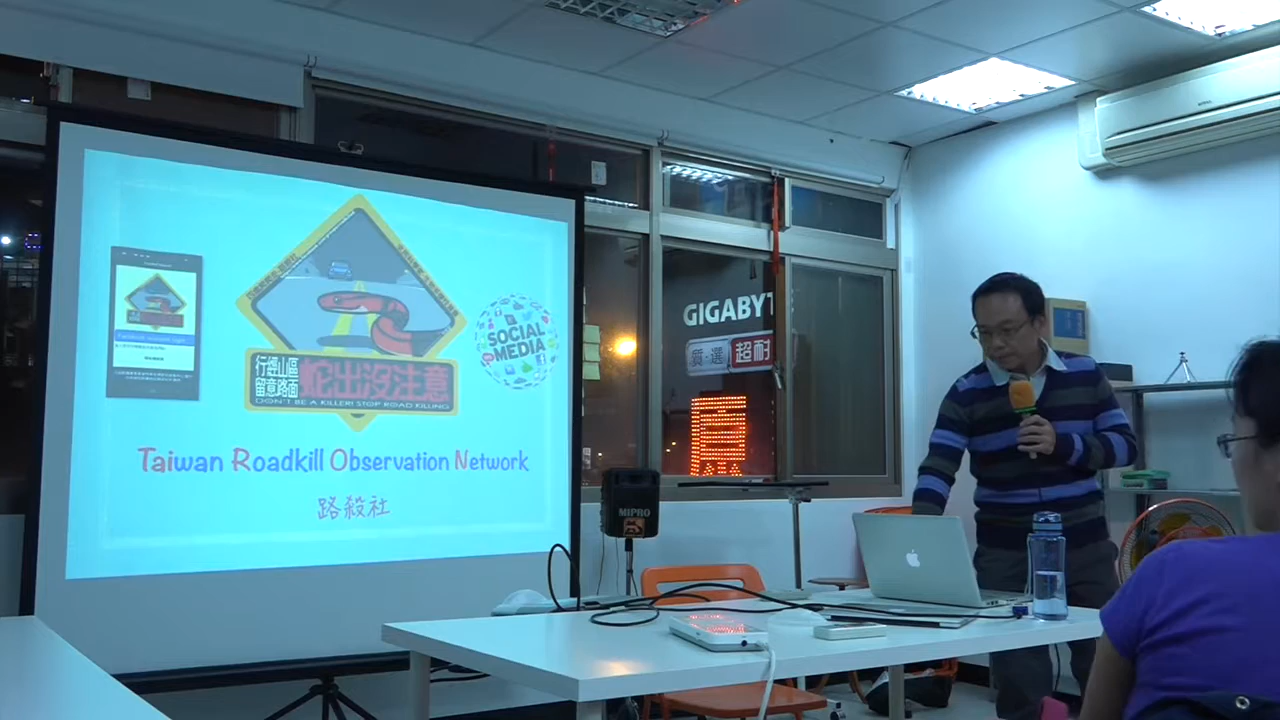 行經山區
留意路面
蛇出沒注意
DON'T BE A KILLER! STOP ROAD KILLING!
SOCIAL
MEDIA
Taiwan Roadkill Observation Network
路殺社
GIGABYT
超耐
MIPRO